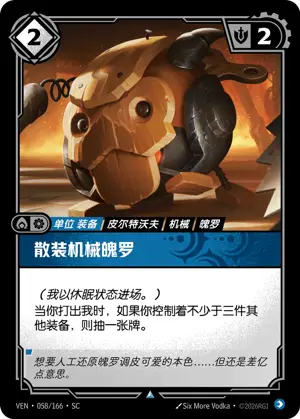 2
2
单位 装备 皮尔特沃夫 机械 魄罗
散装机械魄罗
（我以休眠状态进场。）
当你打出我时，如果你控制着不少于三件其
他装备，则抽一张牌。
想要人工还原魄罗调皮可爱的本色……但还是差亿
点意思。
VEN • 058/166 • SC
Six More Vodka
©2026RGI